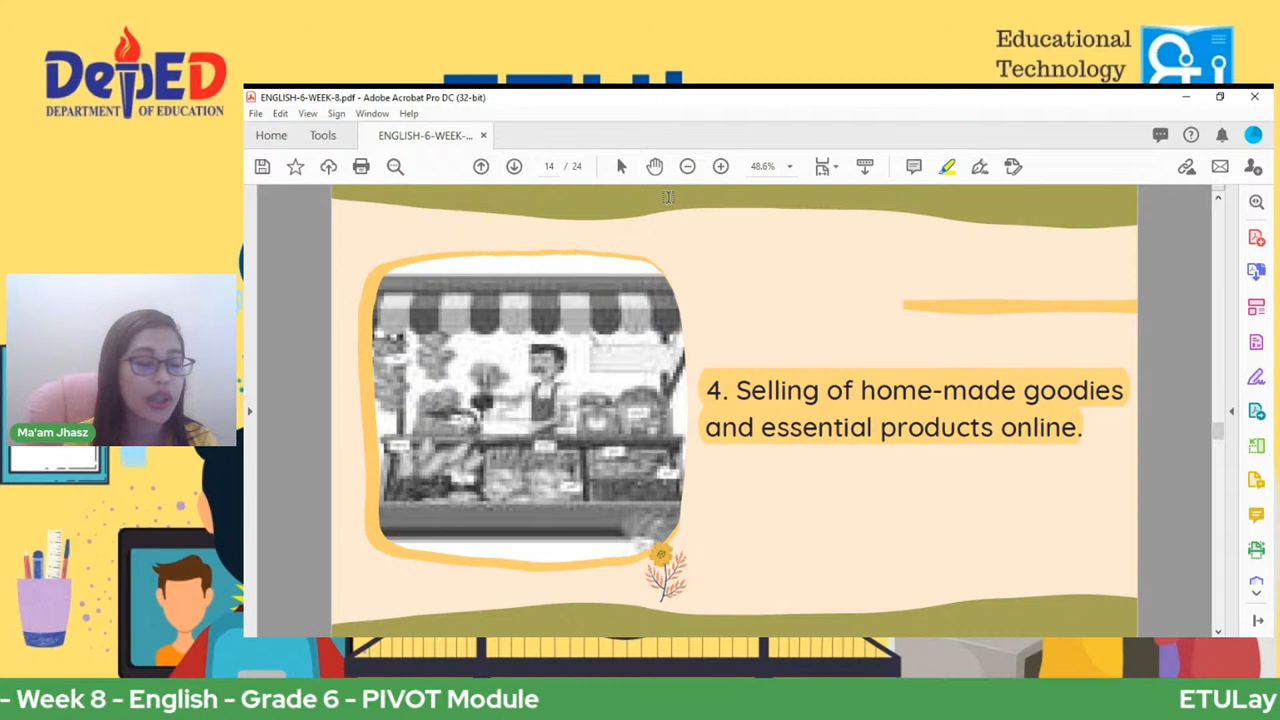 DepED
DEPARTMENT OF EDUCATION
Educational
Technology
ENGLISH-6-WEEK-8.pdf - Adobe Acrobat Pro DC (32-bit)
File Edit View Sign Window Help
Home Tools ENGLISH-6-WEEK-...
14 / 24 48.6%
4. Selling of home-made goodies
and essential products online.
Ma'am Jhasz
- Week 8 - English - Grade 6 - PIVOT Module
ETULay